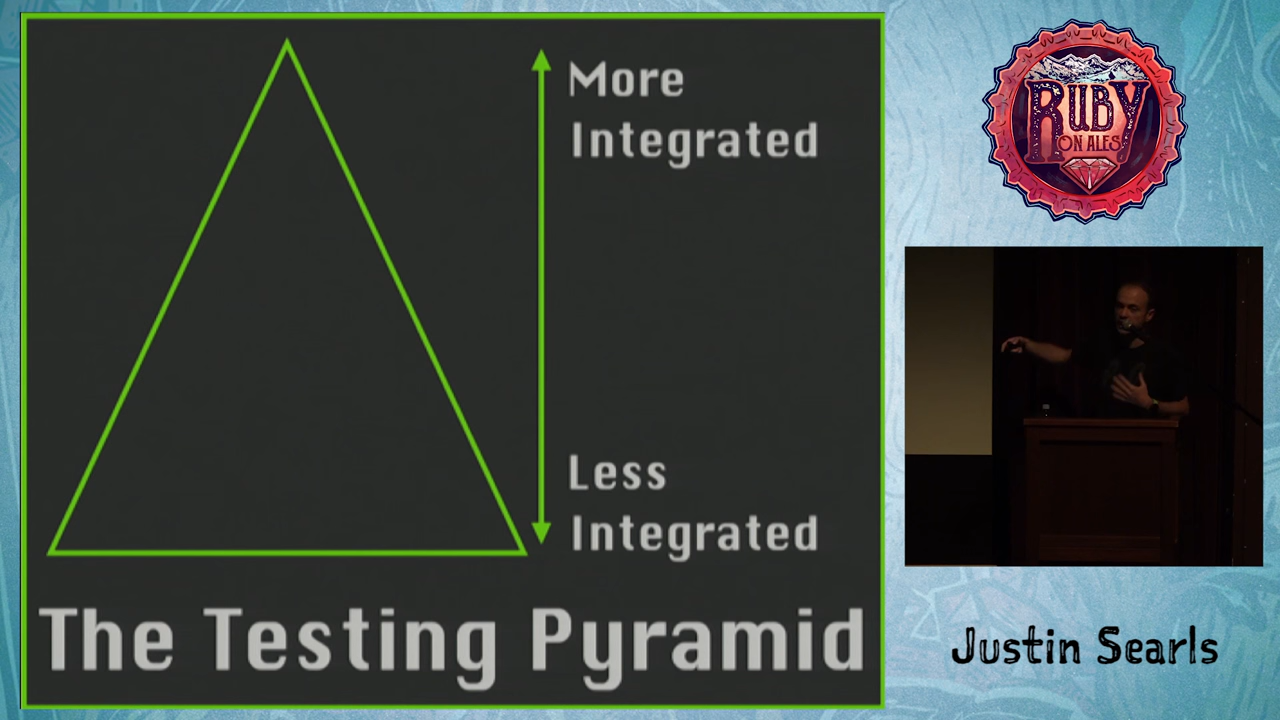 More
Integrated
Less
Integrated
The Testing Pyramid
RUBY
ON ALES
Justin Searls